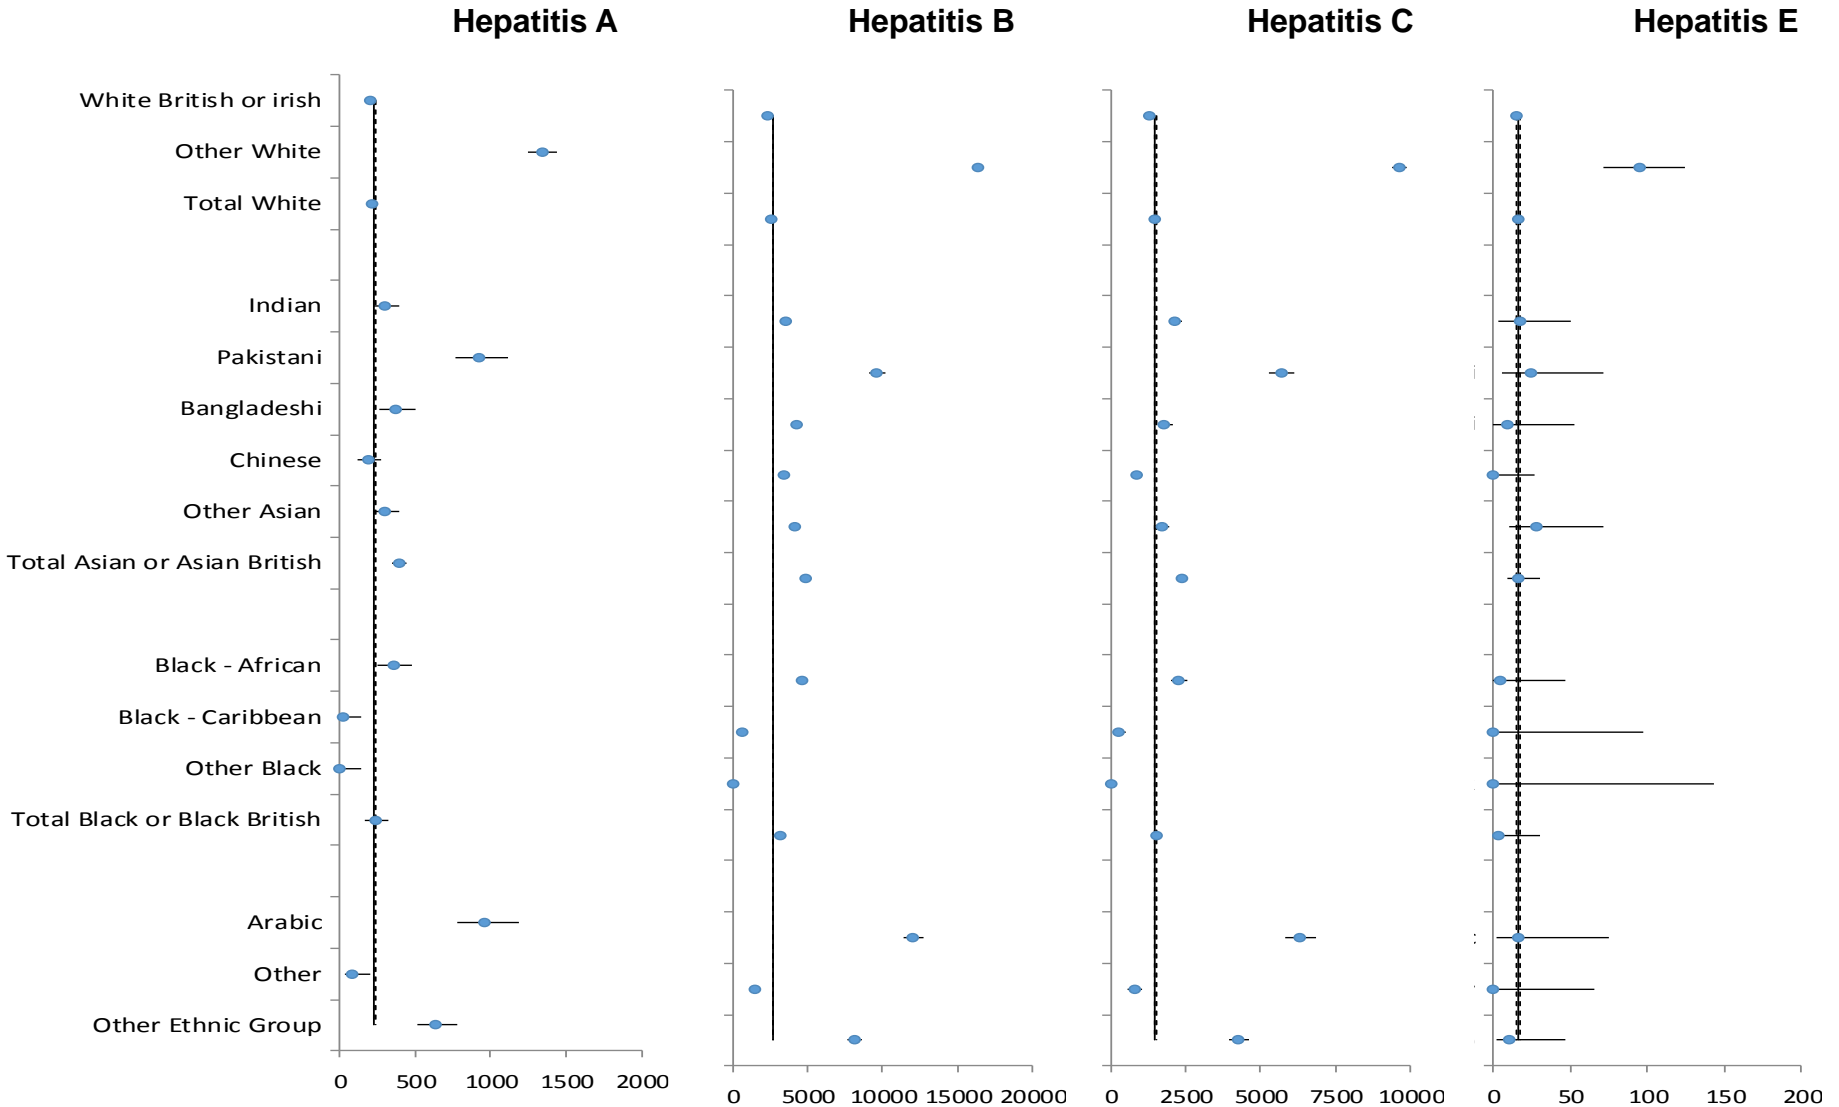 Hepatitis A Hepatitis B Hepatitis C Hepatitis E
White British or irish
Other White
Total White
Indian
Pakistani
Bangladeshi
Chinese
Other Asian
Total Asian or Asian British
Black - African
Black - Caribbean
Other Black
Total Black or Black British
Arabic
Other
Other Ethnic Group
0 500 1000 1500 2000
0 5000 10000 15000 20000
0 2500 5000 7500 10000
0 50 100 150 200